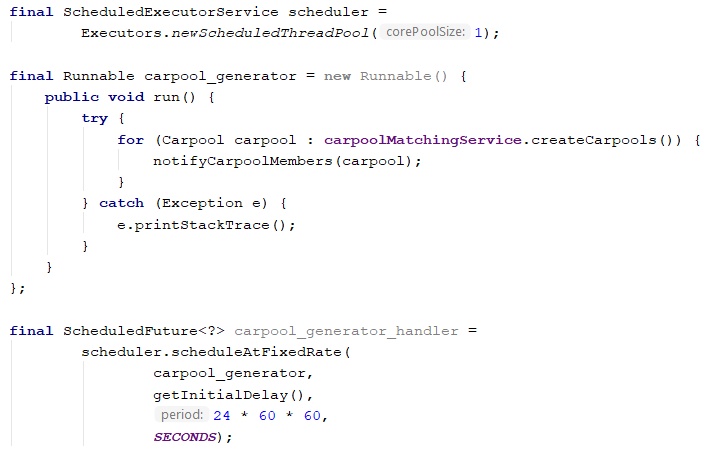 final ScheduledExecutorService scheduler =
        Executors.newScheduledThreadPool( corePoolSize: 1);

final Runnable carpool_generator = new Runnable() {
    public void run() {
        try {
            for (Carpool carpool : carpoolMatchingService.createCarpools()) {
                notifyCarpoolMembers(carpool);
            }
        } catch (Exception e) {
            e.printStackTrace();
        }
    }
};

final ScheduledFuture<?> carpool_generator_handler =
        scheduler.scheduleAtFixedRate(
                carpool_generator,
                getInitialDelay(),
                period: 24 * 60 * 60,
                SECONDS);